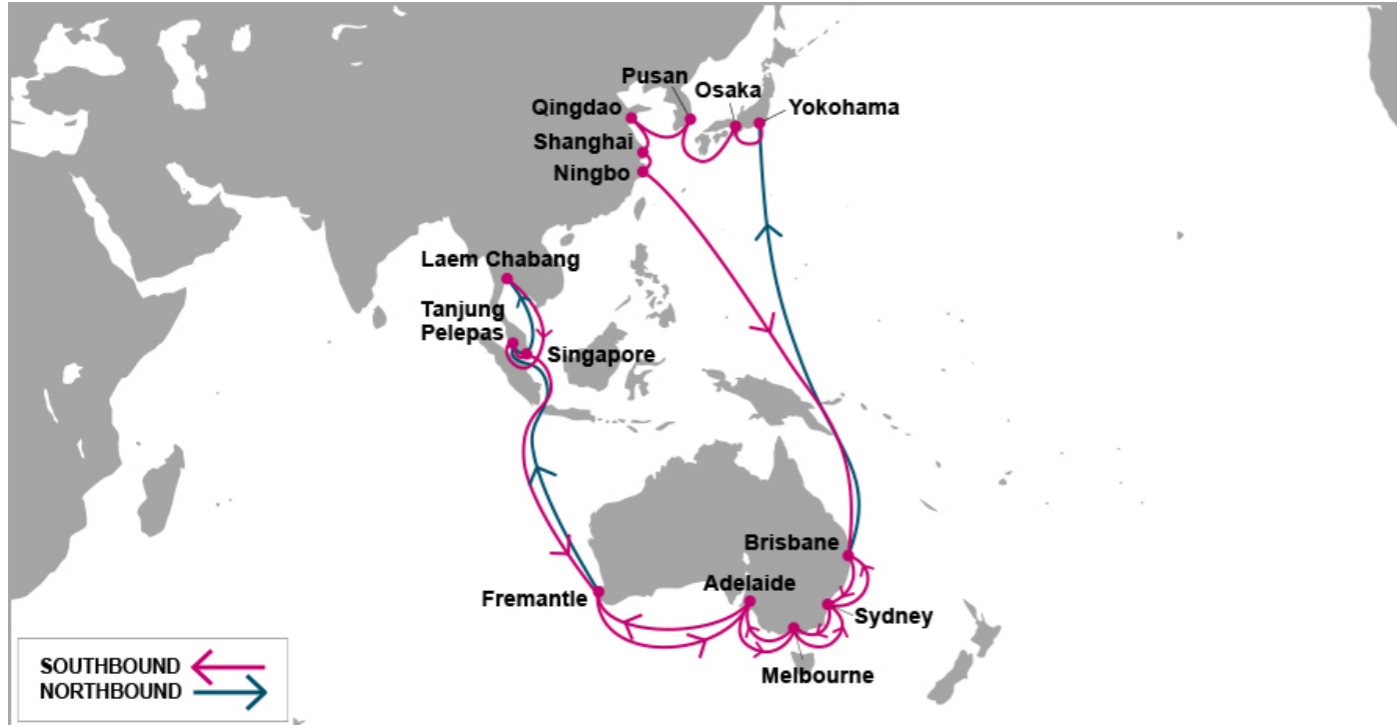 Pusan
Osaka
Qingdao
Yokohama
Shanghai
Ningbo
Laem Chabang
Tanjung
Pelepas
Singapore
Brisbane
Adelaide
Fremantle
Sydney
Melbourne
SOUTHBOUND
NORTHBOUND